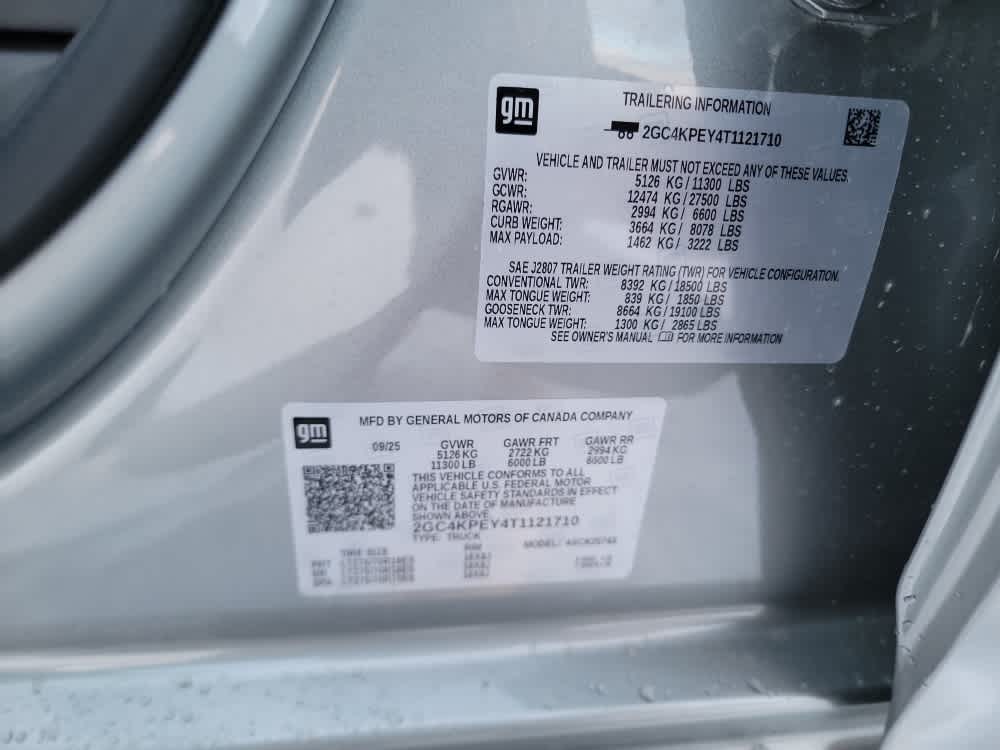 gm
TRAILERING INFORMATION
2GC4KPEY4T1121710
VEHICLE AND TRAILER MUST NOT EXCEED ANY OF THESE VALUES.
GVWR: 5126 KG / 11300 LBS
GCWR: 12474 KG / 27500 LBS
RGAWR: 2994 KG / 6600 LBS
CURB WEIGHT: 3664 KG / 8078 LBS
MAX PAYLOAD: 1462 KG / 3222 LBS
SAE J2807 TRAILER WEIGHT RATING (TWR) FOR VEHICLE CONFIGURATION.
CONVENTIONAL TWR: 8392 KG / 18500 LBS
MAX TONGUE WEIGHT: 839 KG / 1850 LBS
GOOSENECK TWR: 8664 KG / 19100 LBS
MAX TONGUE WEIGHT: 1300 KG / 2865 LBS
SEE OWNER'S MANUAL FOR MORE INFORMATION
gm
MFD BY GENERAL MOTORS OF CANADA COMPANY
09/25 GVWR GAWR FRT GAWR RR
5126 KG 2722 KG 2994 KG
11300 LB 6000 LB 6600 LB
THIS VEHICLE CONFORMS TO ALL
APPLICABLE U.S. FEDERAL MOTOR
VEHICLE SAFETY STANDARDS IN EFFECT
ON THE DATE OF MANUFACTURE
SHOWN ABOVE.
2GC4KPEY4T1121710
TYPE: TRUCK MODEL:
TIRE SIZE RIM